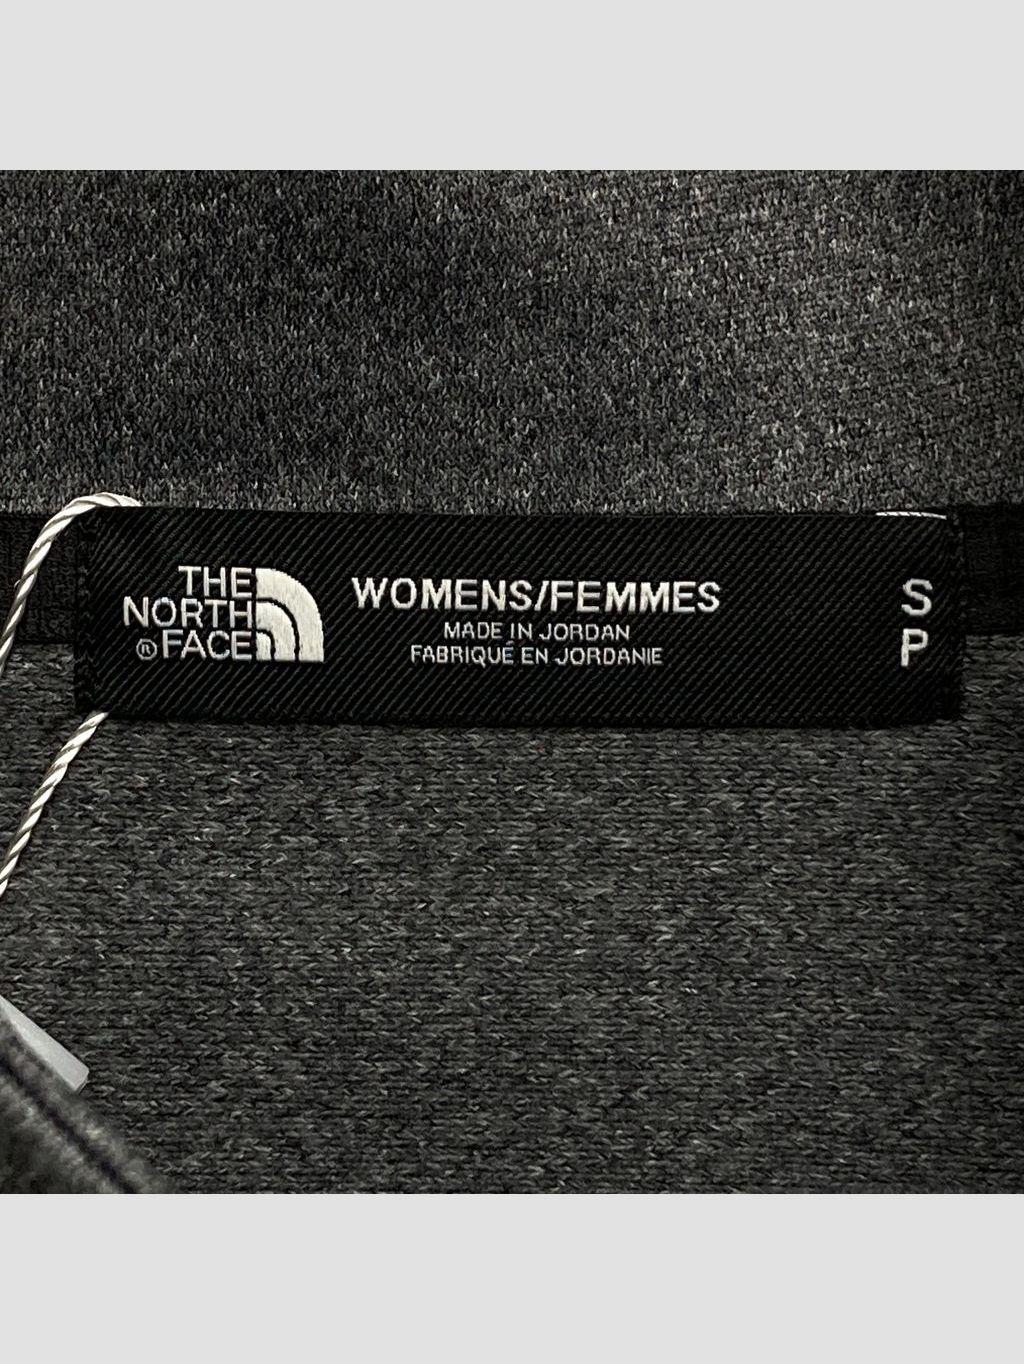 THE
NORTH
® FACE
WOMENS/FEMMES
MADE IN JORDAN
FABRIQUÉ EN JORDANIE
S
P